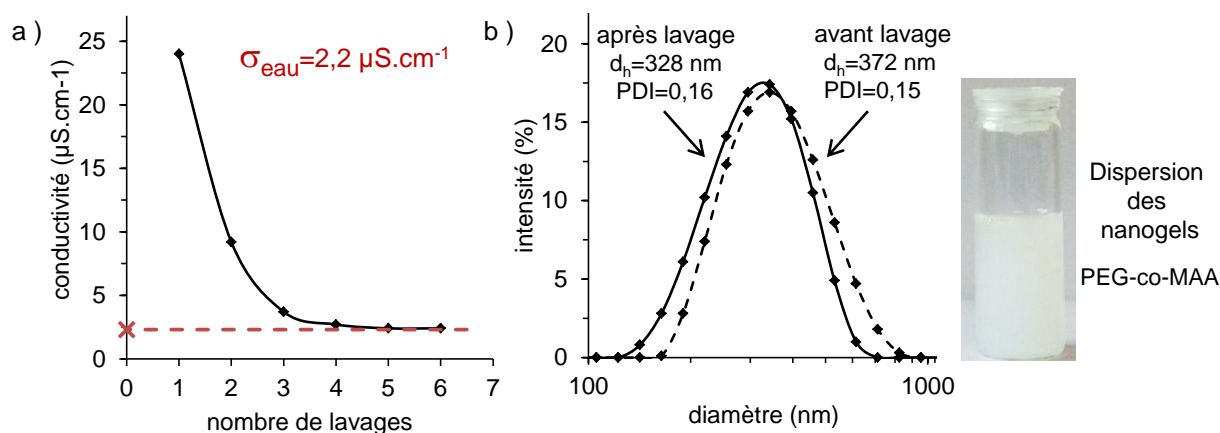 a )
25
20
15
10
5
0
0 1 2 3 4 5 6 7
conductivité (µS.cm-1)
nombre de lavages
σeau=2,2 µS.cm-1
b )
20
15
10
5
0
100 1000
intensité (%)
diamètre (nm)
après lavage
dh=328 nm
PDI=0,16
avant lavage
dh=372 nm
PDI=0,15
Dispersion
des
nanogels
PEG-co-MAA